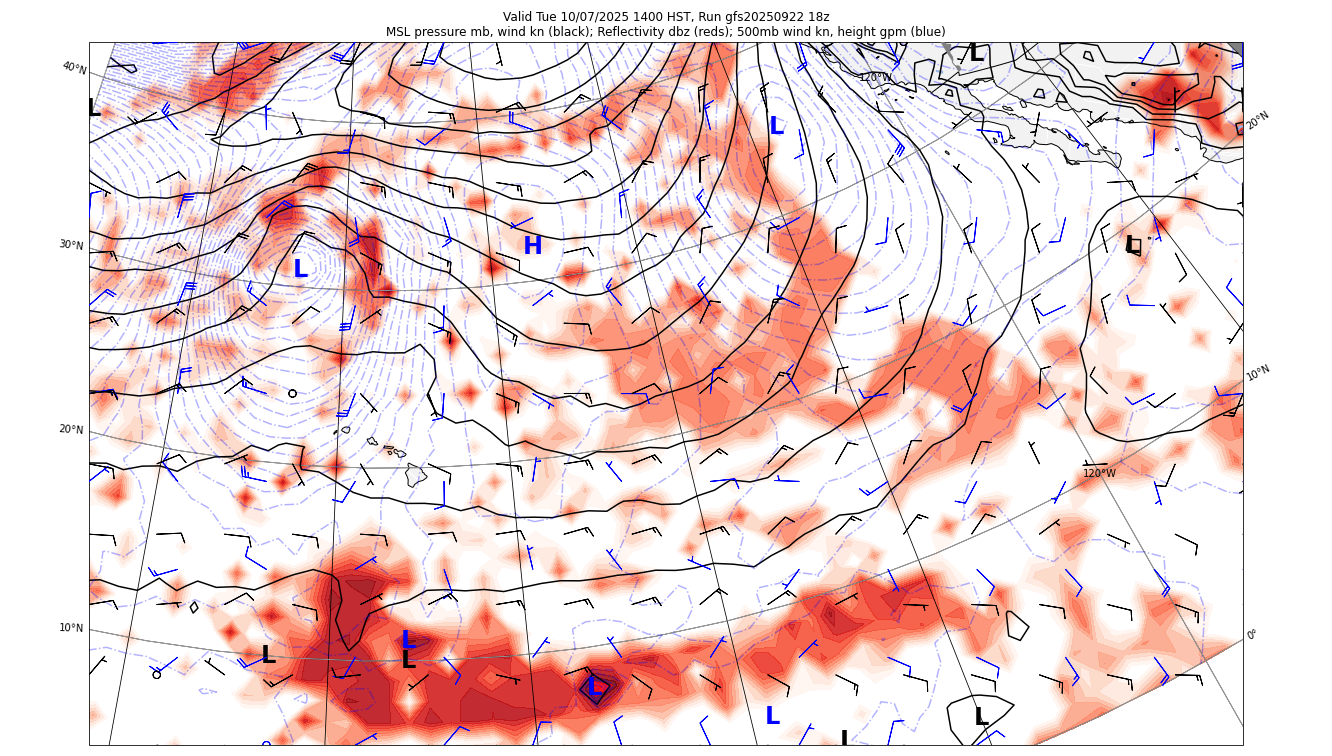 Valid Tue 10/07/2025 1400 HST, Run gfs20250922 18z
MSL pressure mb, wind kn (black); Reflectivity dbz (reds); 500mb wind kn, height gpm (blue)
L
40°N
120°W
L
L
20°N
30°N
H
L
L
10°N
20°N
120°W
10°N
0°
L
L
L
L
L
L
L